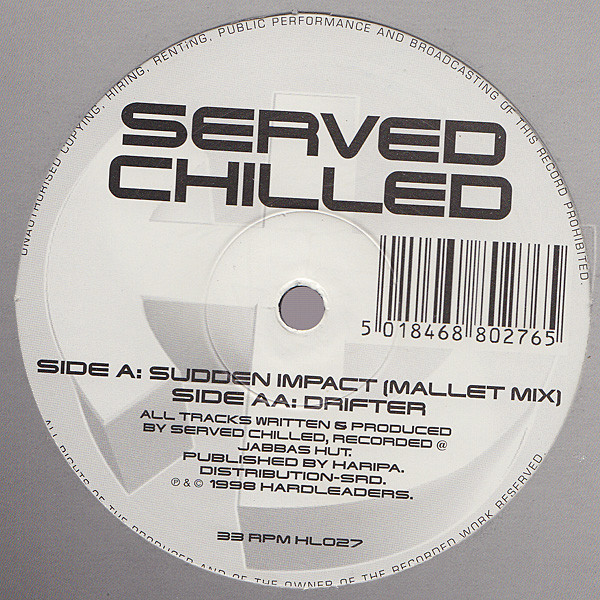 UNAUTHORISED COPYING, HIRING, RENTiNG, PUBLIC PERFORMANCE AND BROADCASTING OF THIS RECORD PROHIBITED.
SERVED
CHILLED
5 018468 802765
SIDE A: SUDDEN IMPACT (MALLET MIX)
SIDE AA: DRIFTER
ALL TRACKS WRITTEN & PRODUCED
BY SERVED CHILLED, RECORDED @
JABBAS HUT.
PUBLISHED BY HARIPA.
DISTRIBUTION-SRD.
℗ & © 1998 HARDLEADERS.
33 RPM HL027
ALL RIGHTS OF THE PRODUCER AND OF THE OWNER OF THE RECORDED WORK RESERVED.